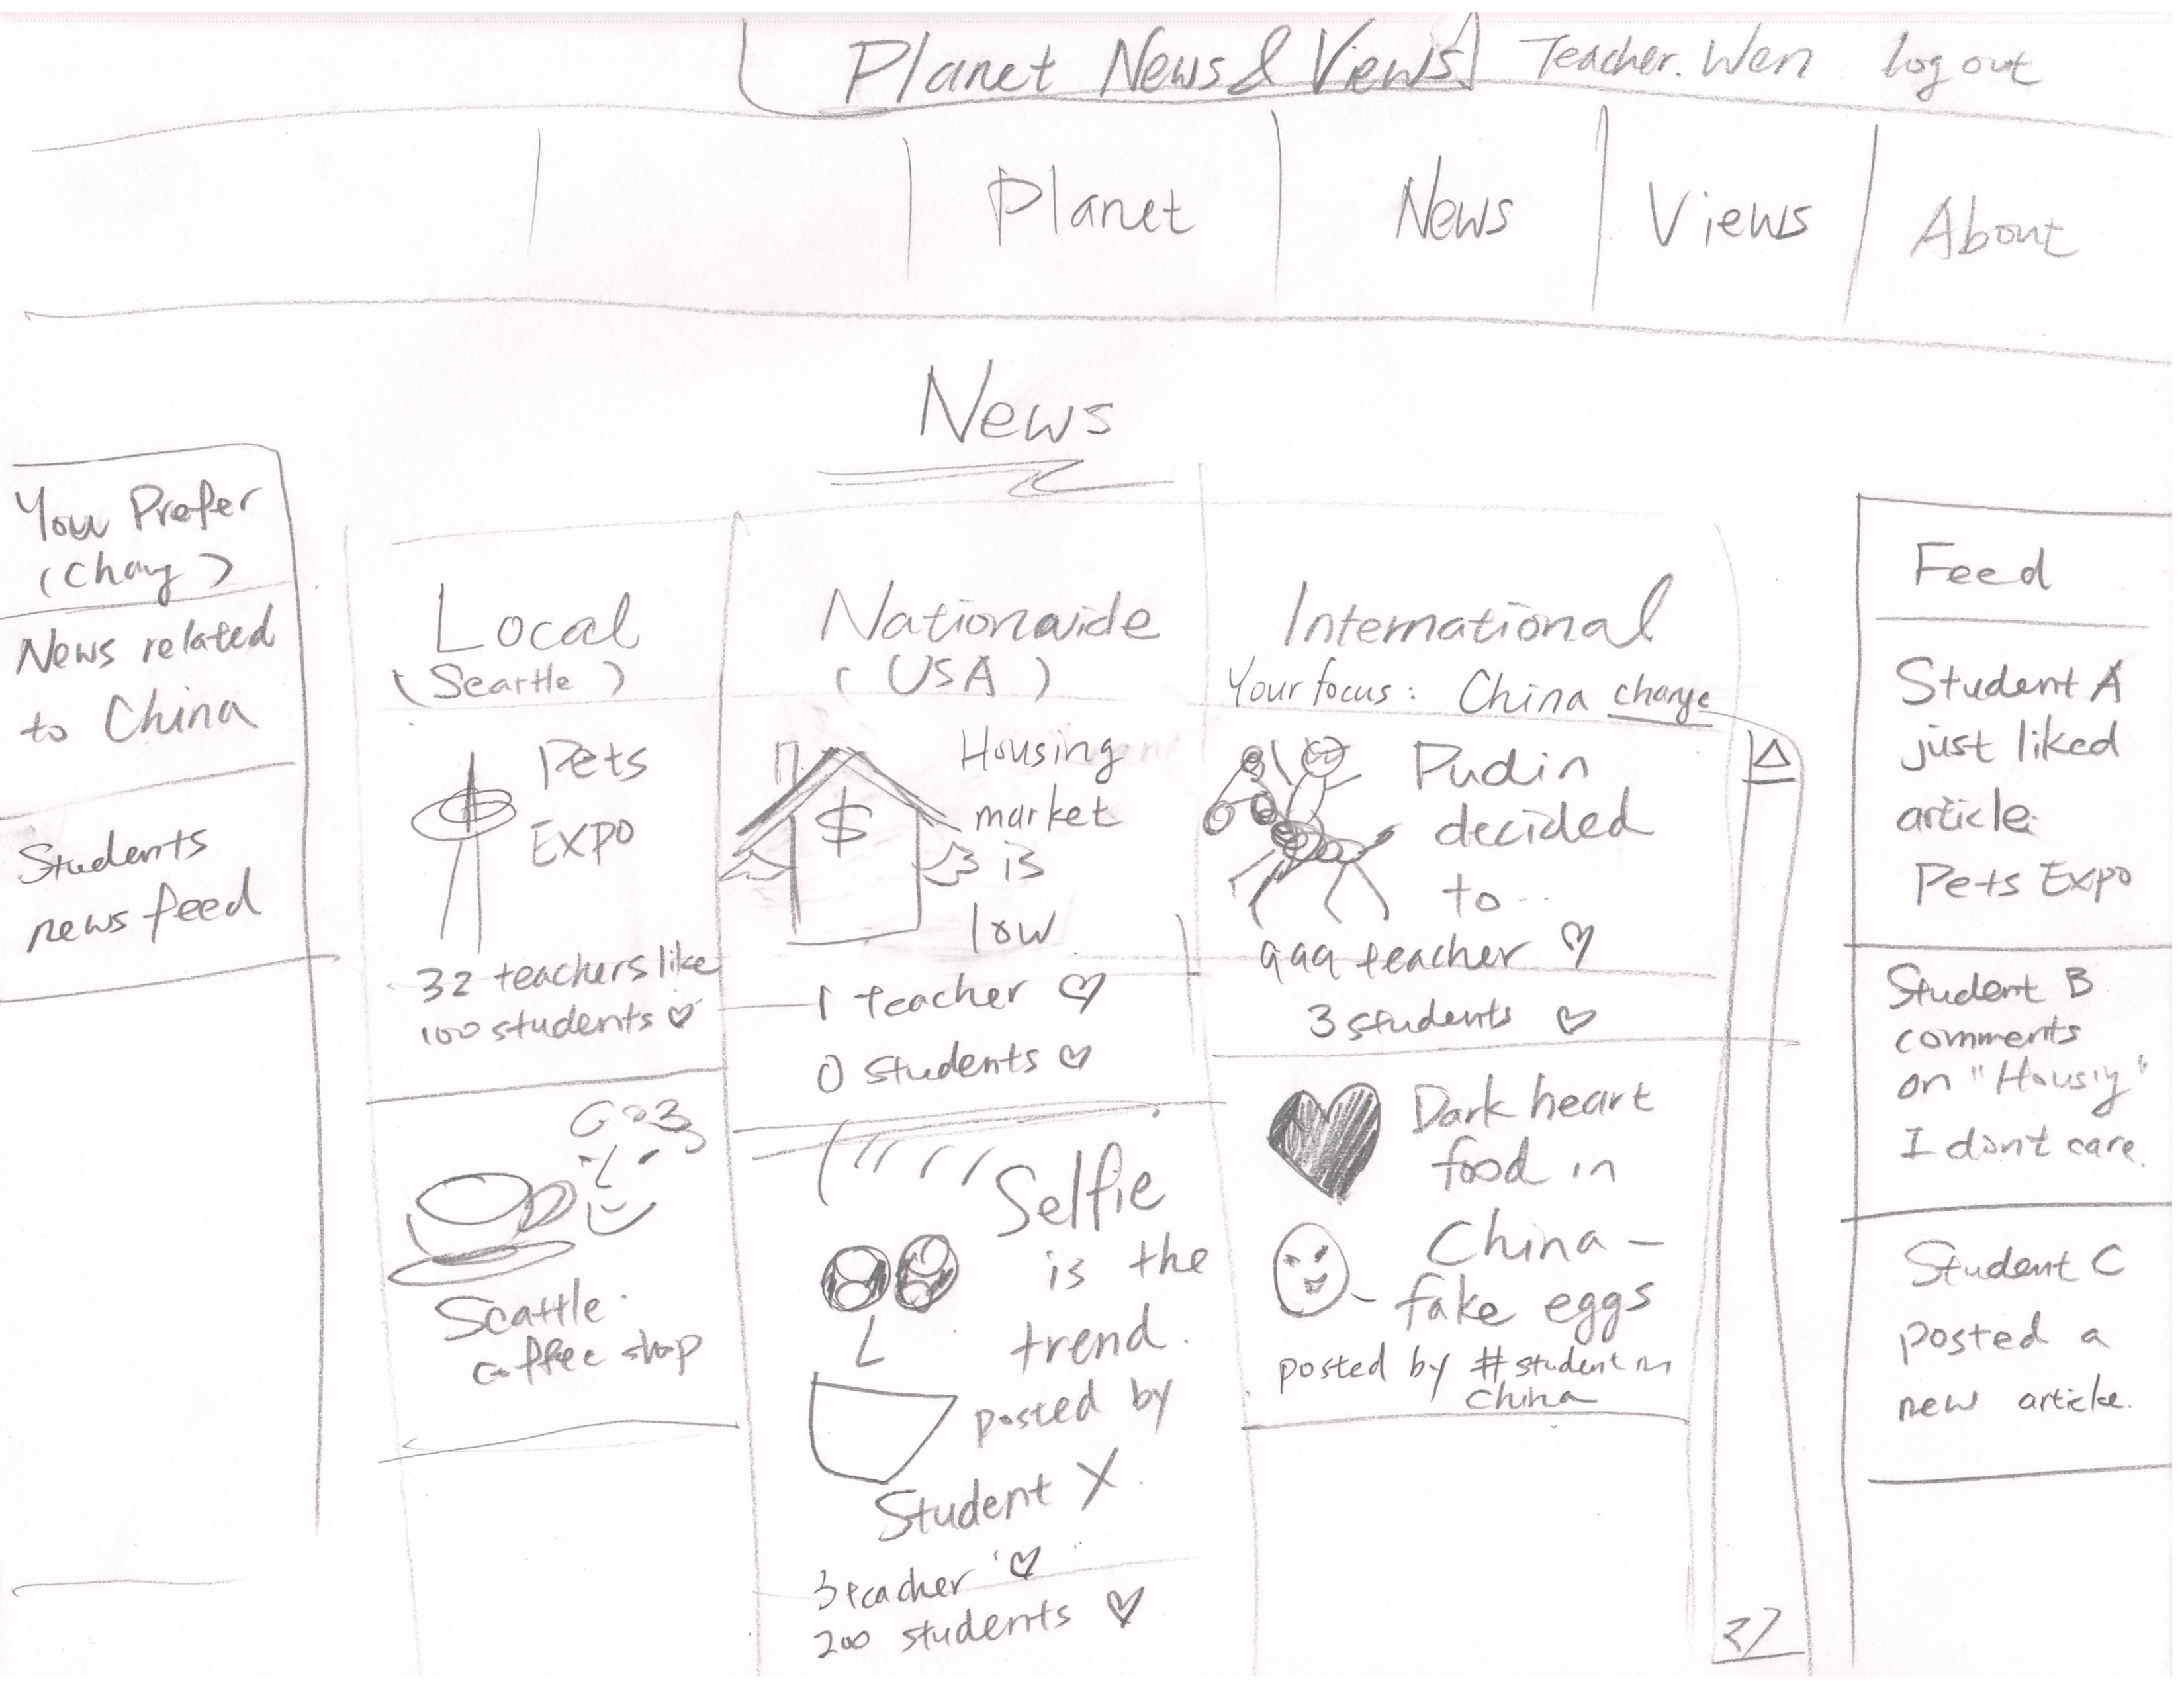 Planet News & Views
Teacher. Wen
log out
Planet
News
Views
About
News
You Prefer
(Chang)
News related
to China
Students
news feed
Local
(Seattle)
Pets
EXPO
32 teachers like
100 students ♡
Seattle
coffee shop
Nationwide
(USA)
Housing
market
is
low
$
1 teacher ♡
0 students ♡
Selfie
is the
trend.
posted by
Student X
3 teacher ♡
200 students ♡
International
Your focus: China change
Pudin
decided
to...
999 teacher ♡
3 students ♡
Dark heart
food in
China -
fake eggs
posted by # student in
china
Feed
Student A
just liked
article:
Pets Expo
Student B
comments
on "Housig"
I dont care.
Student C
posted a
new article.